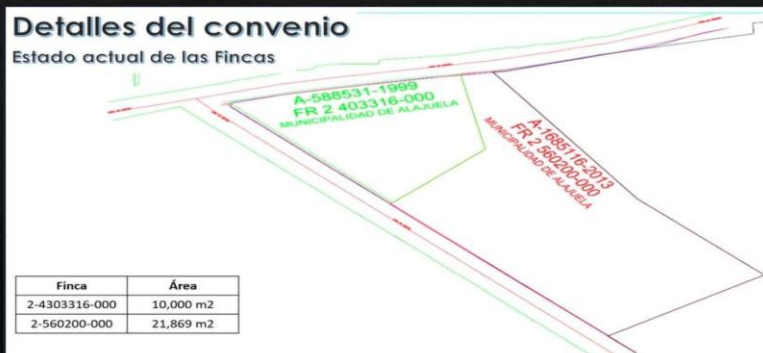 Detalles del convenio
Estado actual de las Fincas
A-588531-1999
FR 2 403316-000
MUNICIPALIDAD DE ALAJUELA
A-1685116-2013
FR 2 560200-000
MUNICIPALIDAD DE ALAJUELA
Finca Área
2-4303316-000 10,000 m2
2-560200-000 21,869 m2